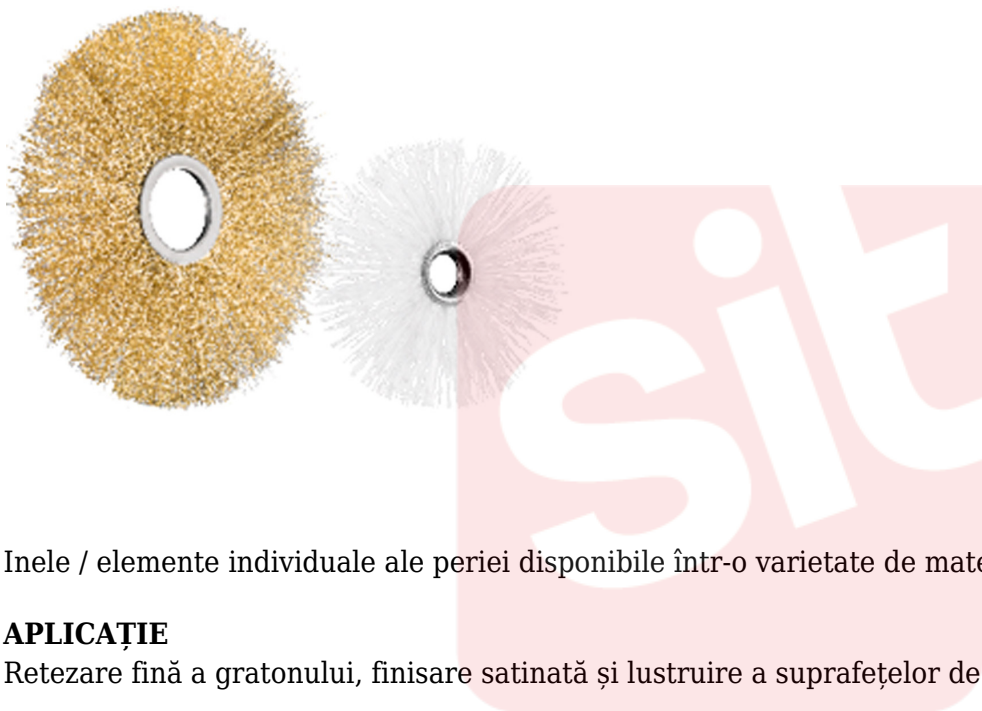 sit
Inele / elemente individuale ale periei disponibile într-o varietate de
APLICAȚIE
Retezare fină a gratonului, finisare satinată și lustruire a suprafețelor de